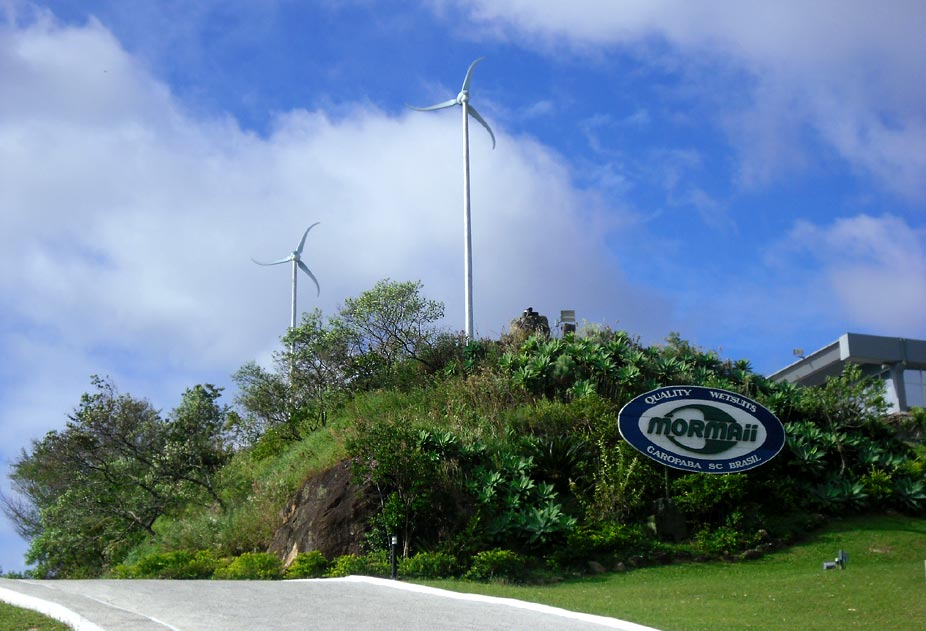 QUALITY WETSUITS
MORMAii
GAROPABA SC BRASIL